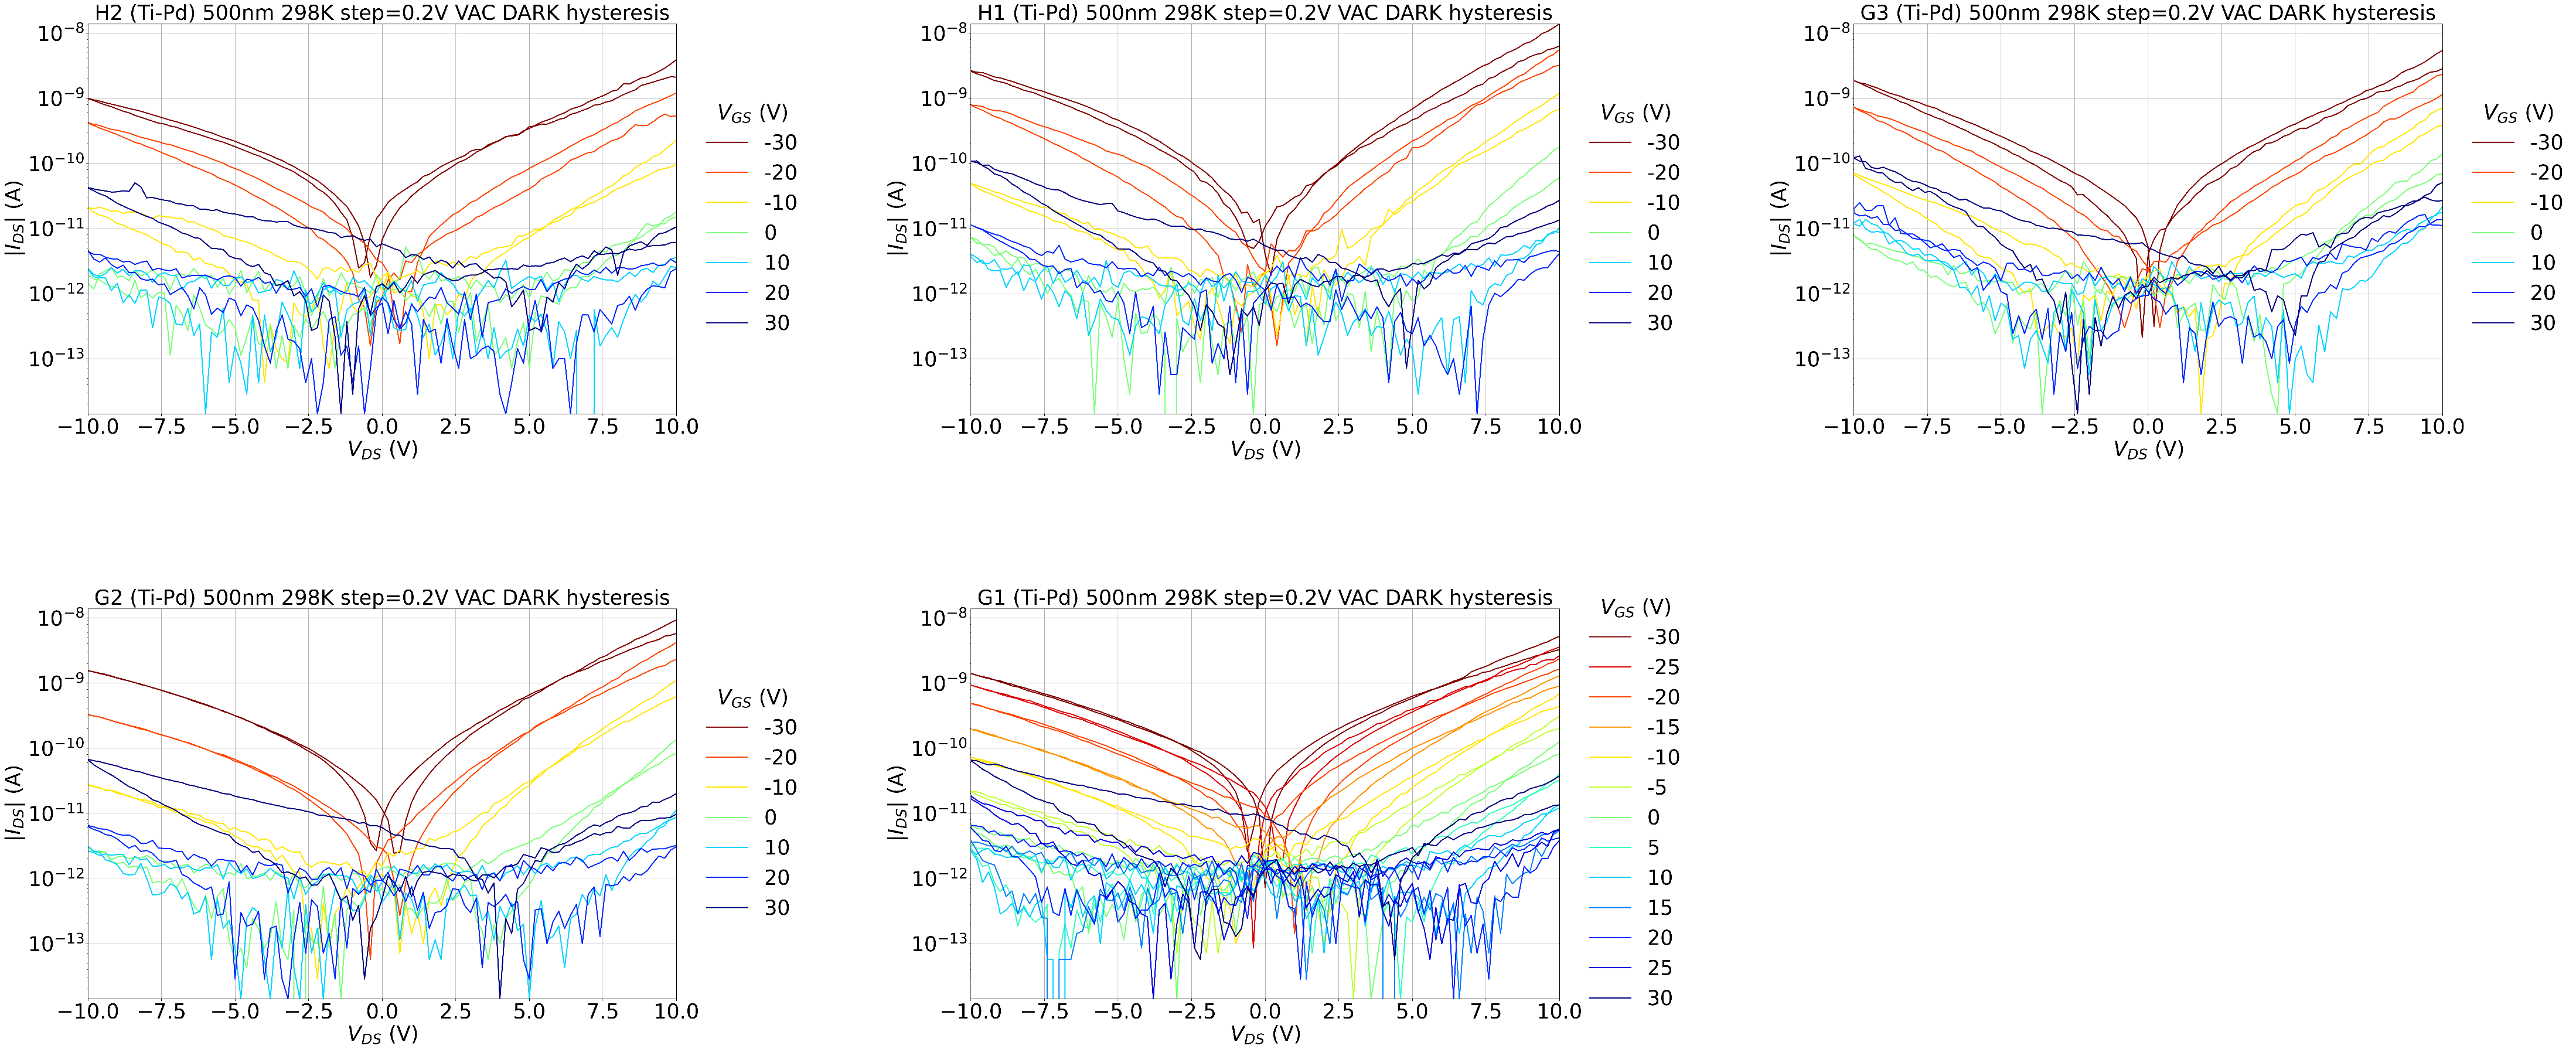 H2 (Ti-Pd) 500nm 298K step=0.2V VAC DARK hysteresis
10⁻⁸
10⁻⁹
10⁻¹⁰
10⁻¹¹
10⁻¹²
10⁻¹³
|I_DS| (A)
−10.0 −7.5 −5.0 −2.5 0.0 2.5 5.0 7.5 10.0
V_DS (V)
V_GS (V)
-30
-20
-10
0
10
20
30
H1 (Ti-Pd) 500nm 298K step=0.2V VAC DARK hysteresis
10⁻⁸
10⁻⁹
10⁻¹⁰
10⁻¹¹
10⁻¹²
10⁻¹³
|I_DS| (A)
−10.0 −7.5 −5.0 −2.5 0.0 2.5 5.0 7.5 10.0
V_DS (V)
V_GS (V)
-30
-20
-10
0
10
20
30
G3 (Ti-Pd) 500nm 298K step=0.2V VAC DARK hysteresis
10⁻⁸
10⁻⁹
10⁻¹⁰
10⁻¹¹
10⁻¹²
10⁻¹³
|I_DS| (A)
−10.0 −7.5 −5.0 −2.5 0.0 2.5 5.0 7.5 10.0
V_DS (V)
V_GS (V)
-30
-20
-10
0
10
20
30
G2 (Ti-Pd) 500nm 298K step=0.2V VAC DARK hysteresis
10⁻⁸
10⁻⁹
10⁻¹⁰
10⁻¹¹
10⁻¹²
10⁻¹³
|I_DS| (A)
−10.0 −7.5 −5.0 −2.5 0.0 2.5 5.0 7.5 10.0
V_DS (V)
V_GS (V)
-30
-20
-10
0
10
20
30
G1 (Ti-Pd) 500nm 298K step=0.2V VAC DARK hysteresis
10⁻⁸
10⁻⁹
10⁻¹⁰
10⁻¹¹
10⁻¹²
10⁻¹³
|I_DS| (A)
−10.0 −7.5 −5.0 −2.5 0.0 2.5 5.0 7.5 10.0
V_DS (V)
V_GS (V)
-30
-25
-20
-15
-10
-5
0
5
10
15
20
25
30